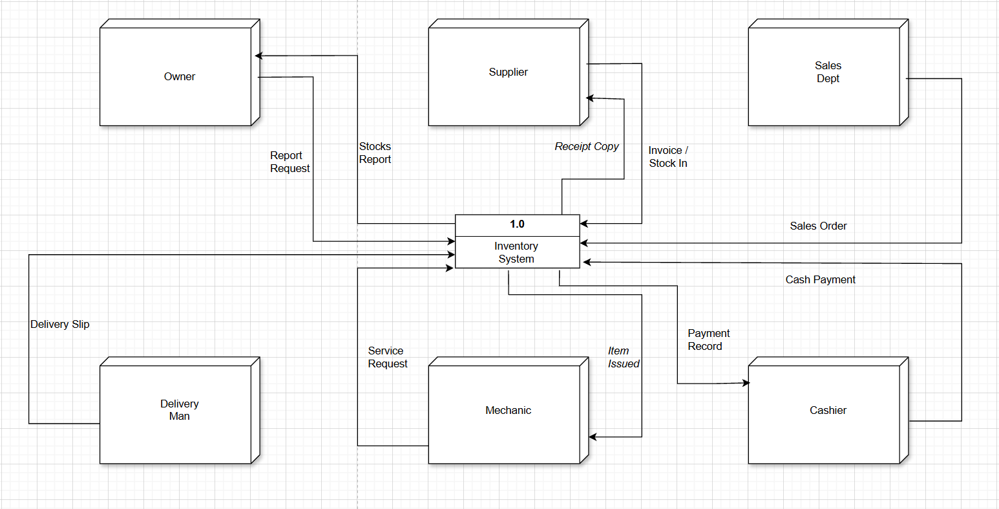 Owner
Supplier
Sales
Dept
Report
Request
Stocks
Report
Receipt Copy
Invoice /
Stock In
1.0
Inventory
System
Sales Order
Cash Payment
Delivery Slip
Service
Request
Item
Issued
Payment
Record
Delivery
Man
Mechanic
Cashier